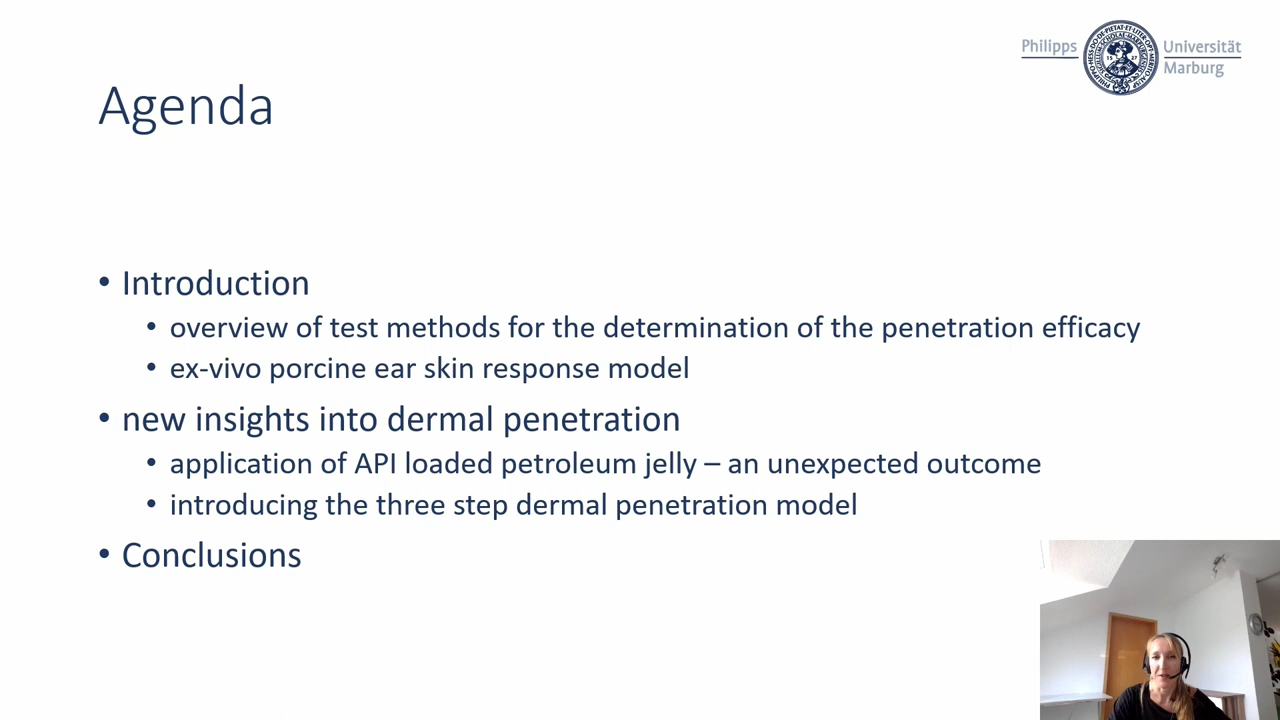 Philipps
Universität
Marburg
Agenda
• Introduction
• overview of test methods for the determination of the penetration efficacy
• ex-vivo porcine ear skin response model
• new insights into dermal penetration
• application of API loaded petroleum jelly – an unexpected outcome
• introducing the three step dermal penetration model
• Conclusions